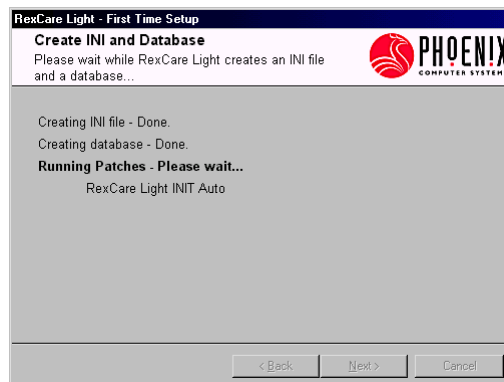 RexCare Light - First Time Setup
Create INI and Database
Please wait while RexCare Light creates an INI file
and a database...
PHOENIX
COMPUTER SYSTEM
Creating INI file - Done.
Creating database - Done.
Running Patches - Please wait...
RexCare Light INIT Auto
< Back
Next >
Cancel